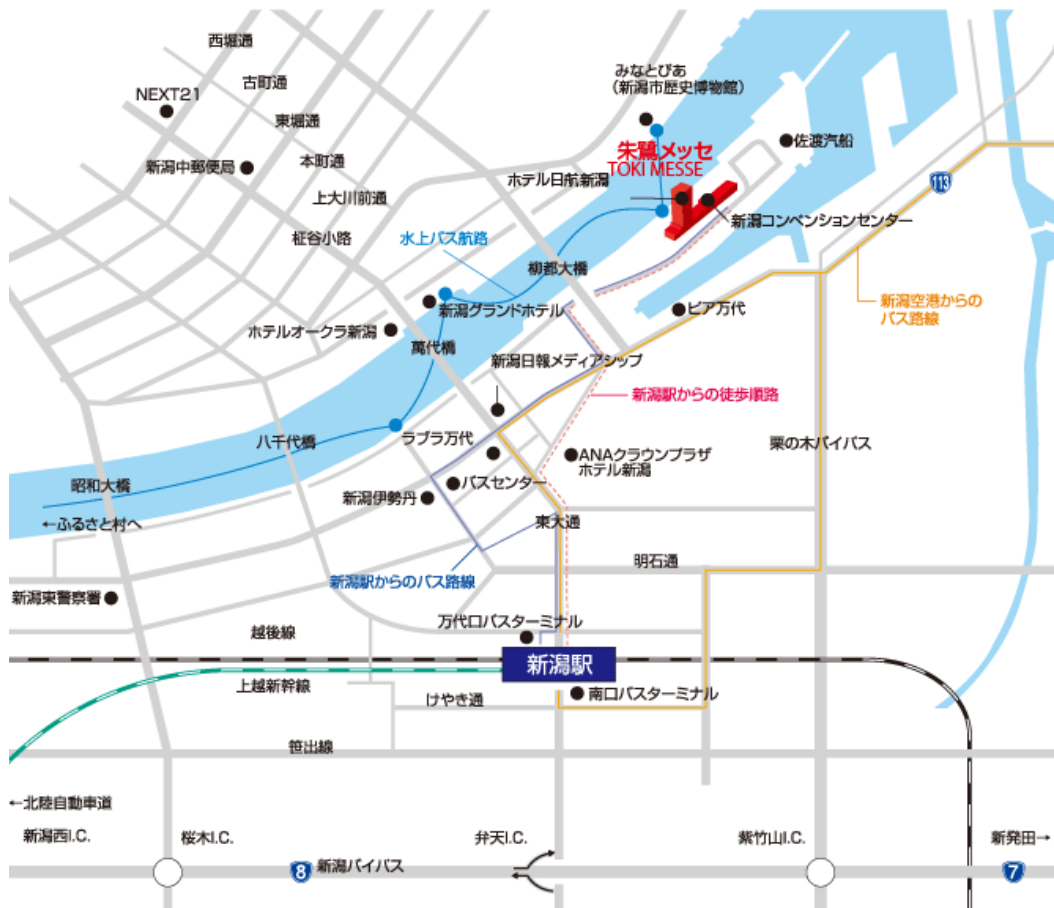 西堀通
古町通
NEXT21
東堀通
新潟中郵便局
本町通
上大川前通
柾谷小路
みなとぴあ
(新潟市歴史博物館)
朱鷺メッセ
TOKI MESSE
佐渡汽船
ホテル日航新潟
新潟コンベンションセンター
113
水上バス航路
柳都大橋
新潟グランドホテル
ピア万代
新潟空港からの
バス路線
ホテルオークラ新潟
萬代橋
新潟日報メディアシップ
新潟駅からの徒歩順路
八千代橋
ラブラ万代
栗の木バイパス
ANAクラウンプラザ
ホテル新潟
昭和大橋
新潟伊勢丹
バスセンター
←ふるさと村へ
東大通
新潟駅からのバス路線
明石通
新潟東警察署
越後線
万代口バスターミナル
新潟駅
上越新幹線
けやき通
南口バスターミナル
笹出線
←北陸自動車道
新潟西I.C.
桜木I.C.
弁天I.C.
紫竹山I.C.
新発田→
8
新潟バイパス
7